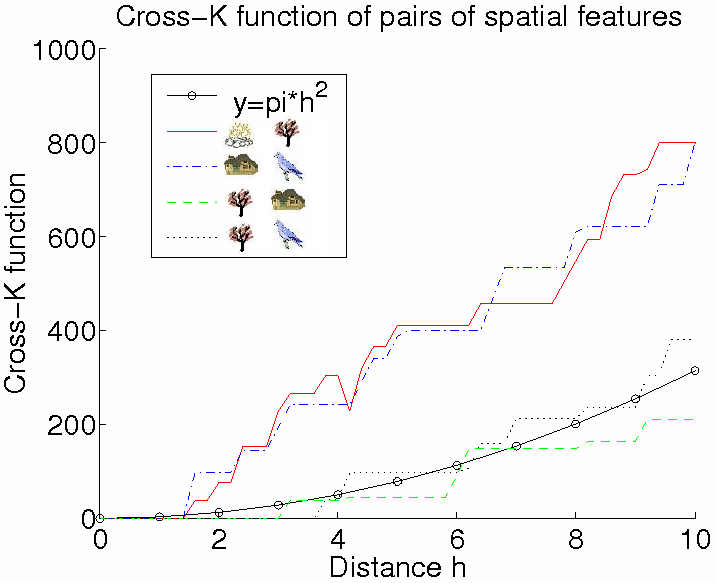 Cross−K function of pairs of spatial features
1000
800
600
400
200
0
Cross−K function
y=pi*h²
0 2 4 6 8 10
Distance h